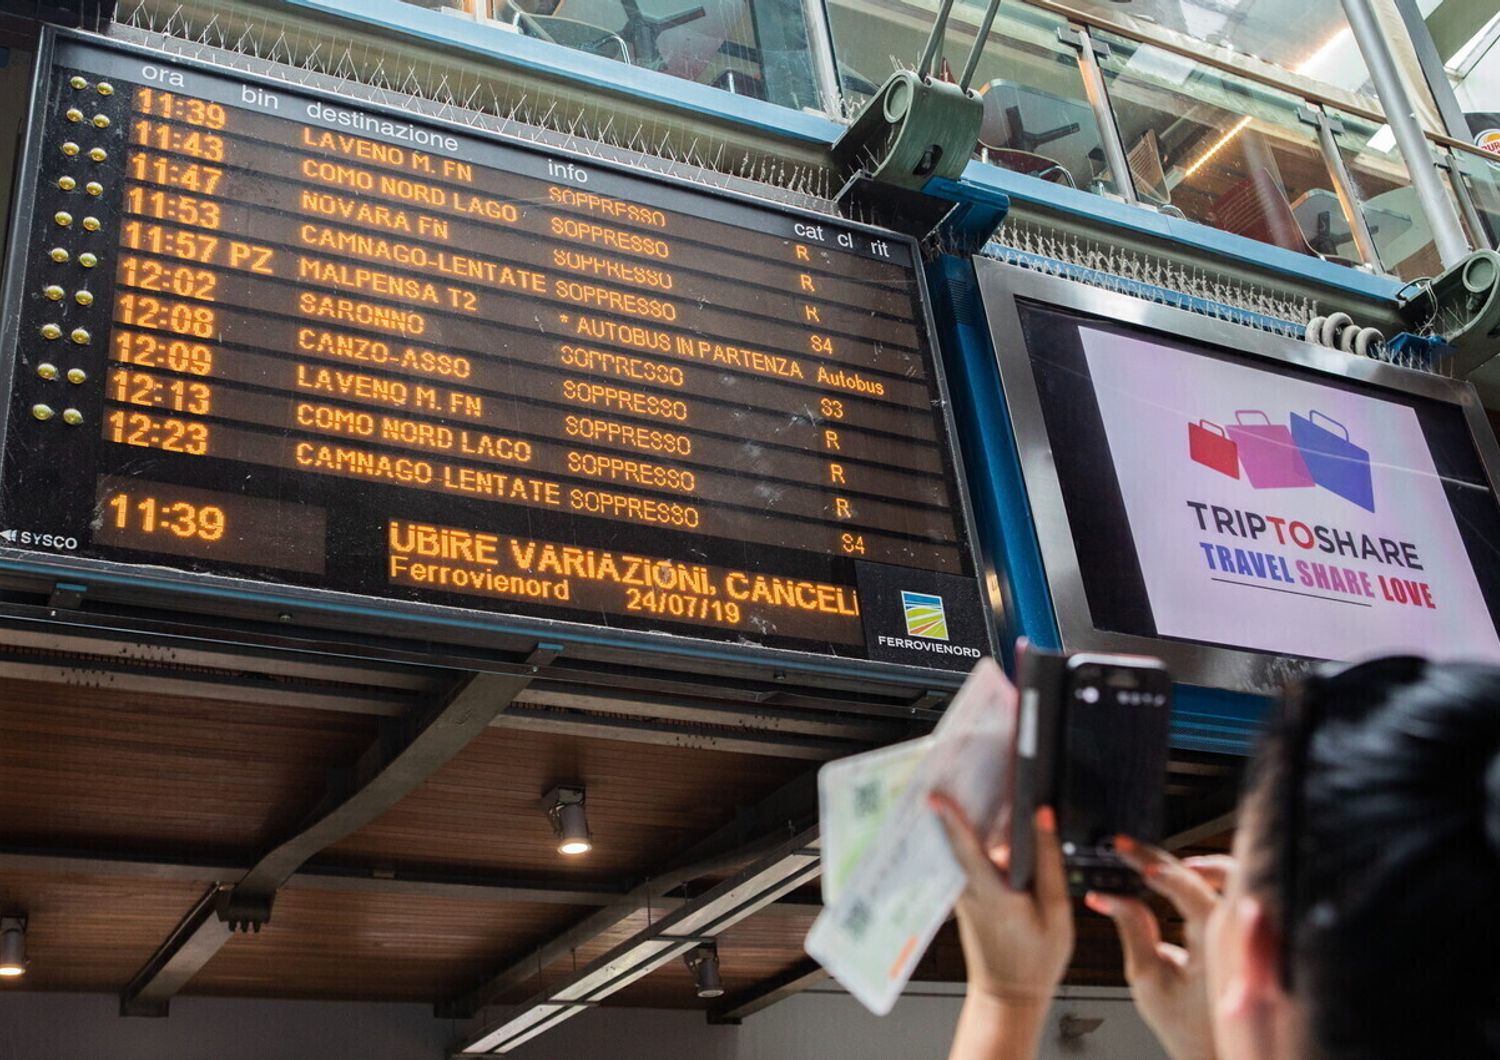 ora bin destinazione info cat cl rit
11:39 LAVENO M. FN SOPPRESSO R
11:43 COMO NORD LAGO SOPPRESSO R
11:47 NOVARA FN SOPPRESSO R
11:53 CAMNAGO-LENTATE SOPPRESSO S4
11:57 PZ MALPENSA T2 * AUTOBUS IN PARTENZA Autobus
12:02 SARONNO SOPPRESSO S3
12:08 CANZO-ASSO SOPPRESSO R
12:09 LAVENO M. FN SOPPRESSO R
12:13 COMO NORD LAGO SOPPRESSO R
12:23 CAMNAGO-LENTATE SOPPRESSO S4
11:39 UBIRE VARIAZIONI, CANCEL
Ferrovienord 24/07/19
SYSCO
FERROVIENORD
TRIPTOSHARE
TRAVEL SHARE LOVE